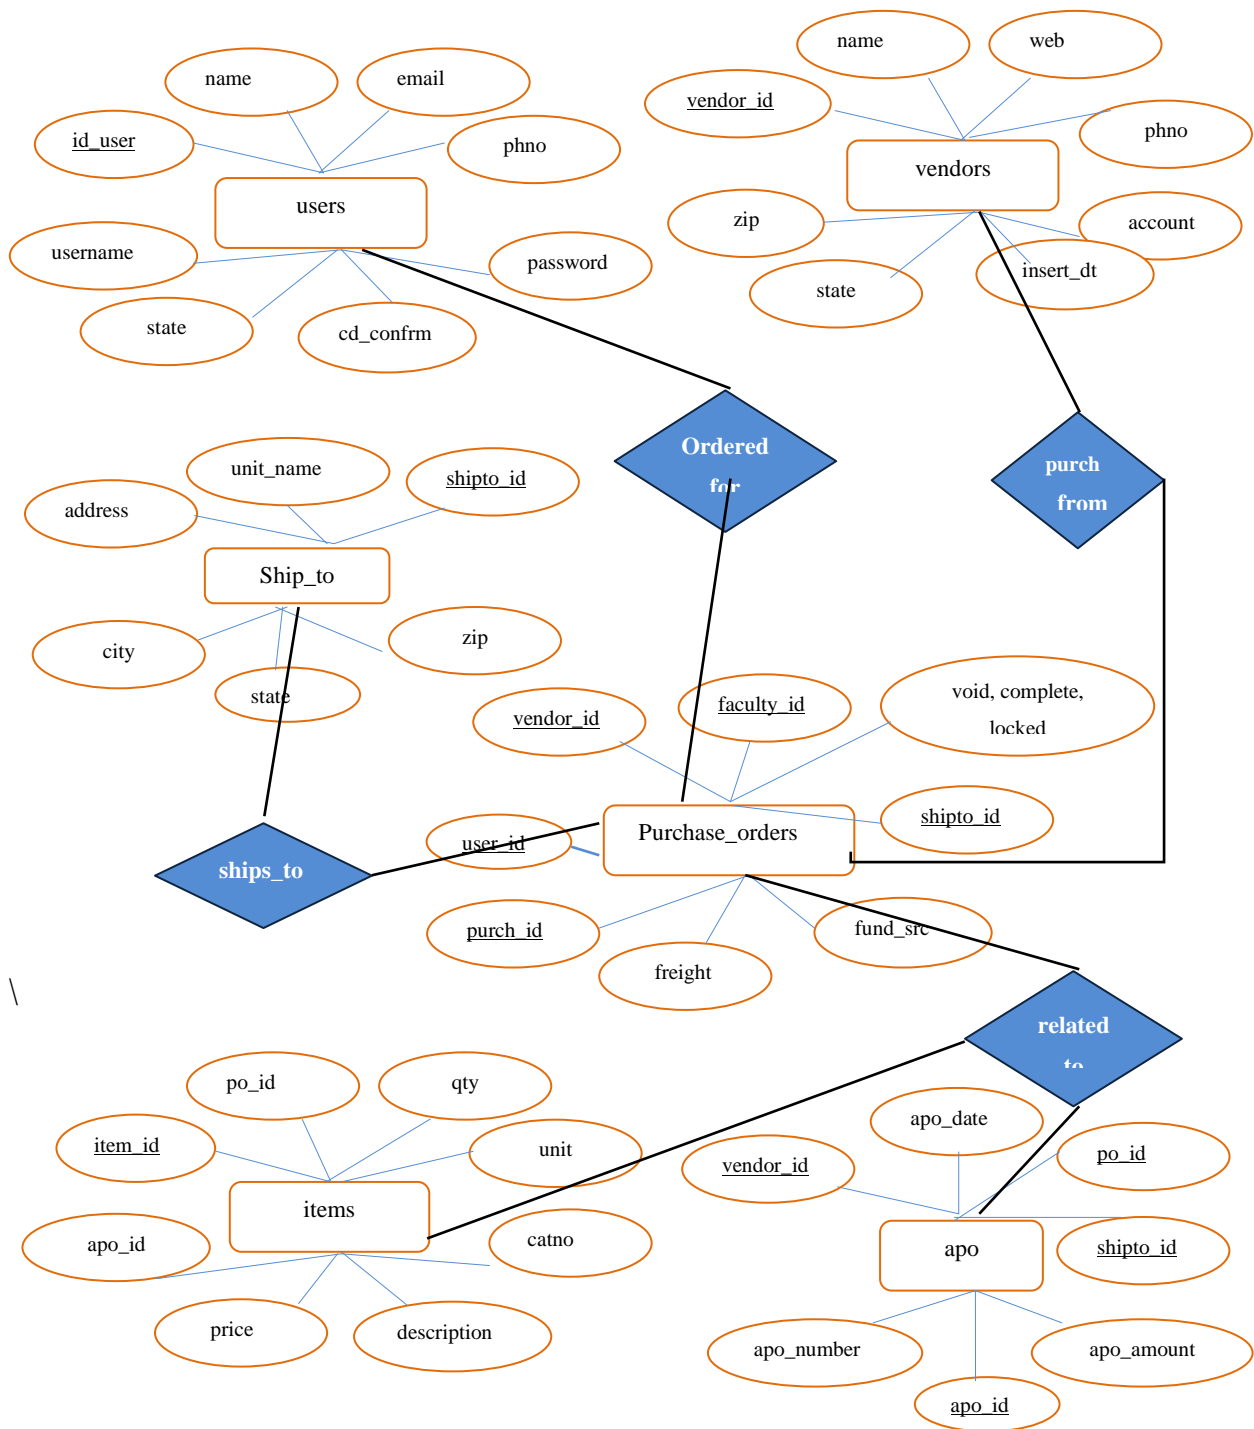 name
email
id_user
phno
users
username
password
state
cd_confrm
name
web
vendor_id
phno
vendors
zip
account
insert_dt
state
Ordered
for
purch
from
unit_name
shipto_id
address
Ship_to
city
zip
state
ships_to
vendor_id
faculty_id
void, complete,
locked
shipto_id
user_id
Purchase_orders
purch_id
freight
fund_src
related
to
po_id
qty
item_id
unit
items
apo_id
catno
price
description
apo_date
vendor_id
po_id
apo
shipto_id
apo_number
apo_amount
apo_id
\